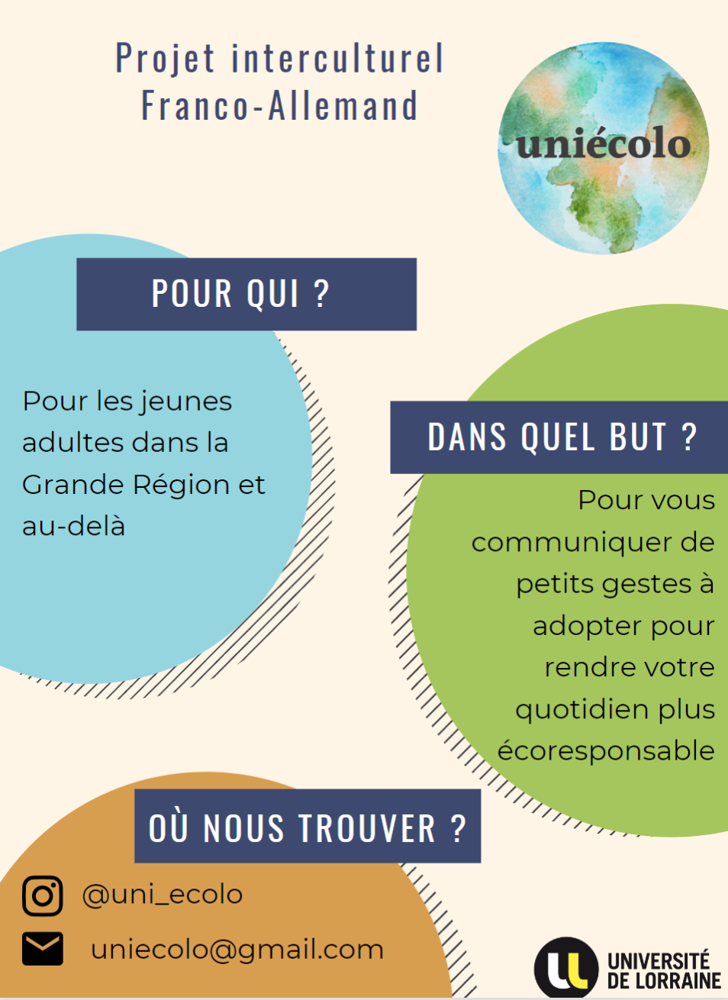 Projet interculturel
Franco-Allemand
uniécolo
POUR QUI ?
Pour les jeunes
adultes dans la
Grande Région et
au-delà
DANS QUEL BUT ?
Pour vous
communiquer de
petits gestes à
adopter pour
rendre votre
quotidien plus
écoresponsable
OÙ NOUS TROUVER ?
@uni_ecolo
uniecolo@gmail.com
UNIVERSITÉ
DE LORRAINE